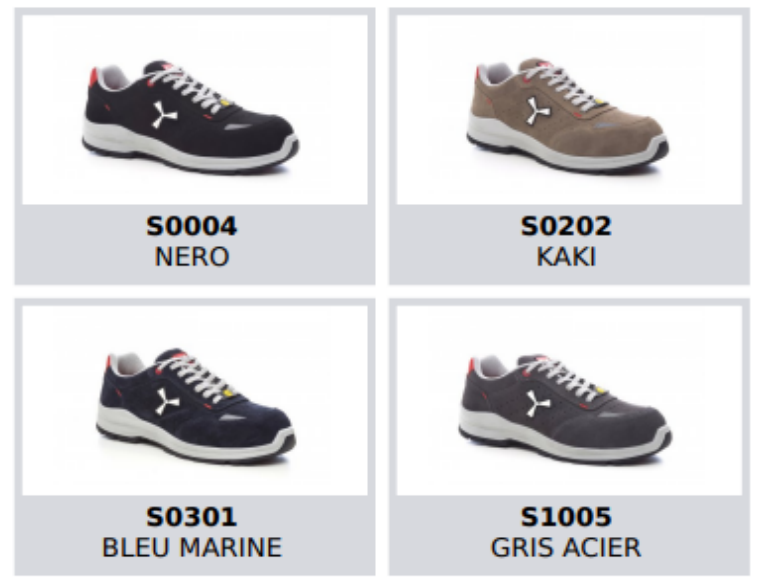 S0004
NERO
S0202
KAKI
S0301
BLEU MARINE
S1005
GRIS ACIER